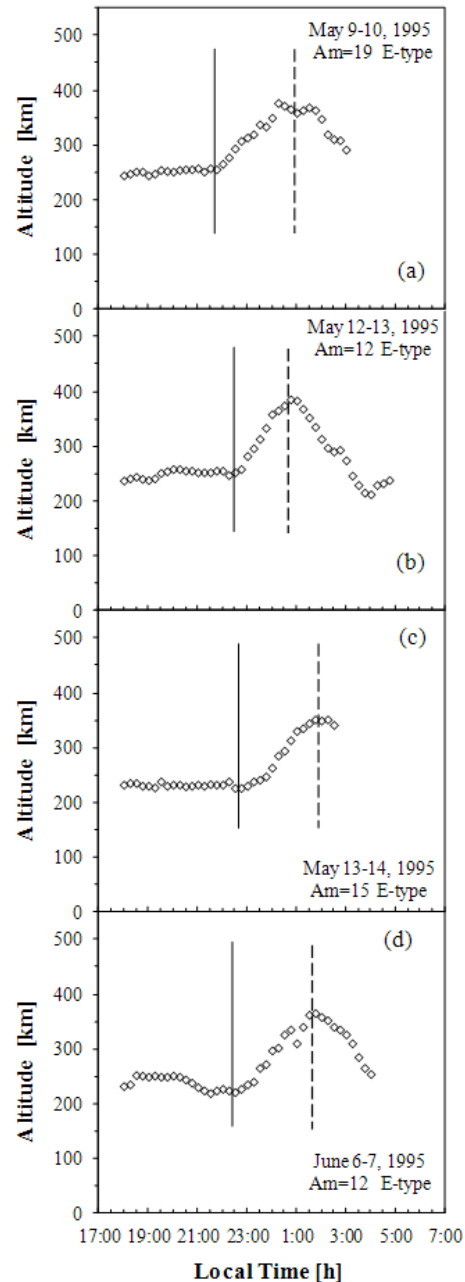 May 9-10, 1995
Am=19 E-type
500
400
300
200
100
0
Altitude [km]
(a)
May 12-13, 1995
Am=12 E-type
500
400
300
200
100
0
Altitude [km]
(b)
(c)
500
400
300
200
100
0
Altitude [km]
May 13-14, 1995
Am=15 E-type
(d)
500
400
300
200
100
0
Altitude [km]
June 6-7, 1995
Am=12 E-type
17:00 19:00 21:00 23:00 1:00 3:00 5:00 7:00
Local Time [h]